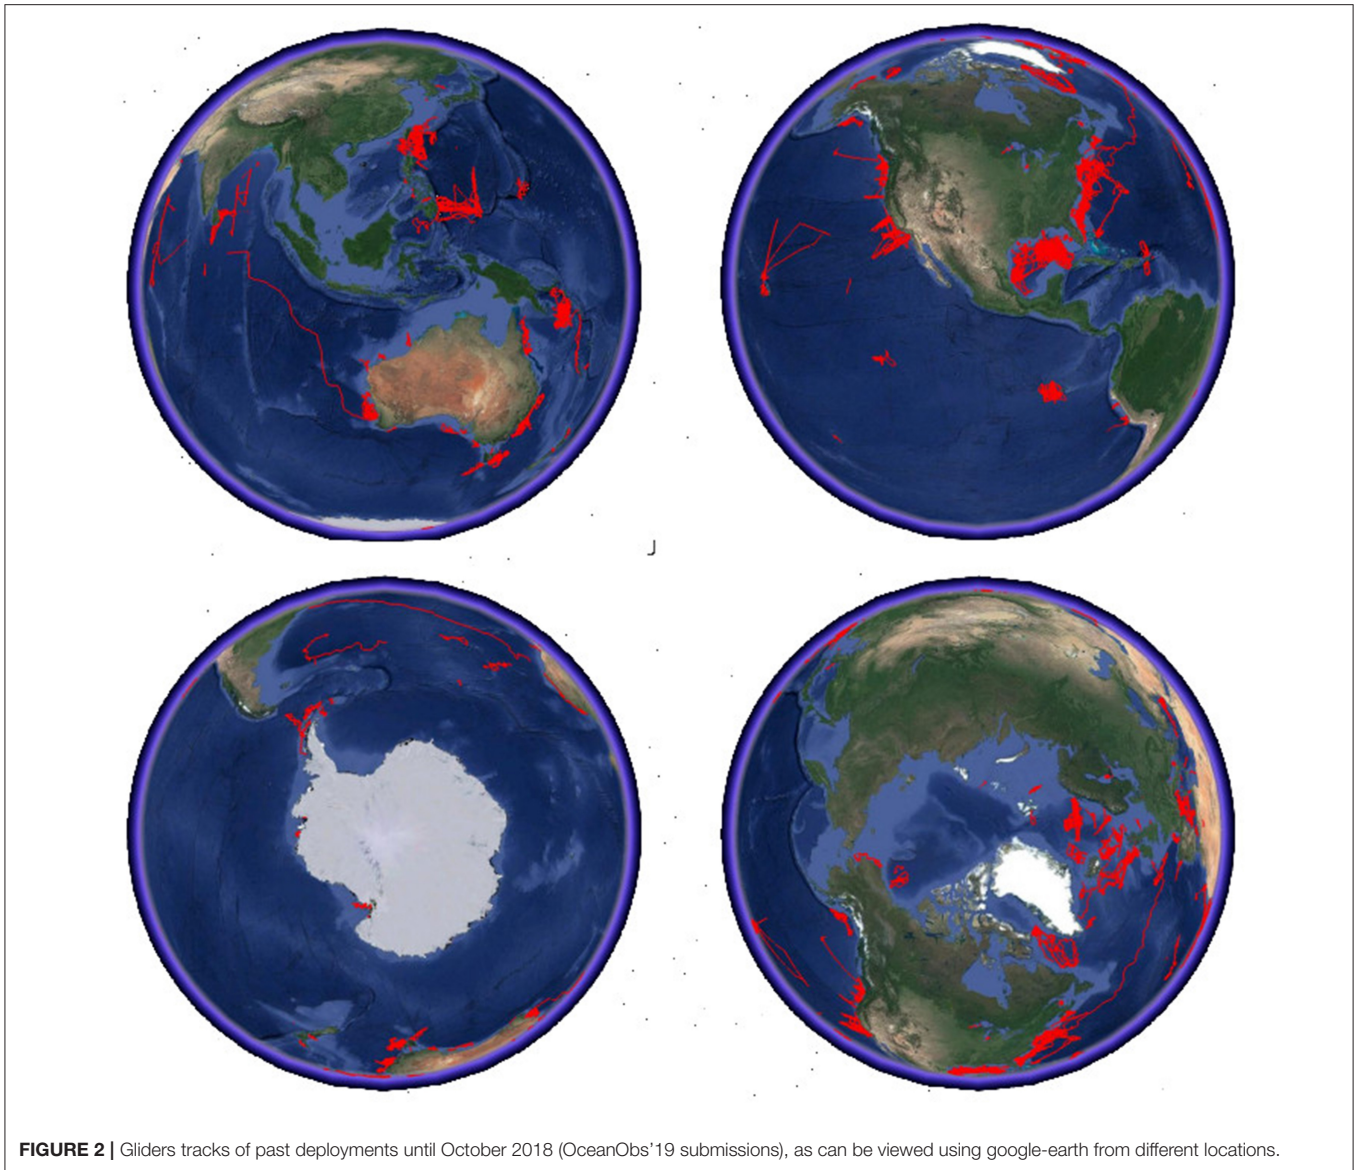 FIGURE 2 | Gliders tracks of past deployments until October 2018 (OceanObs'19 submissions), as can be viewed using google-earth from different locations.